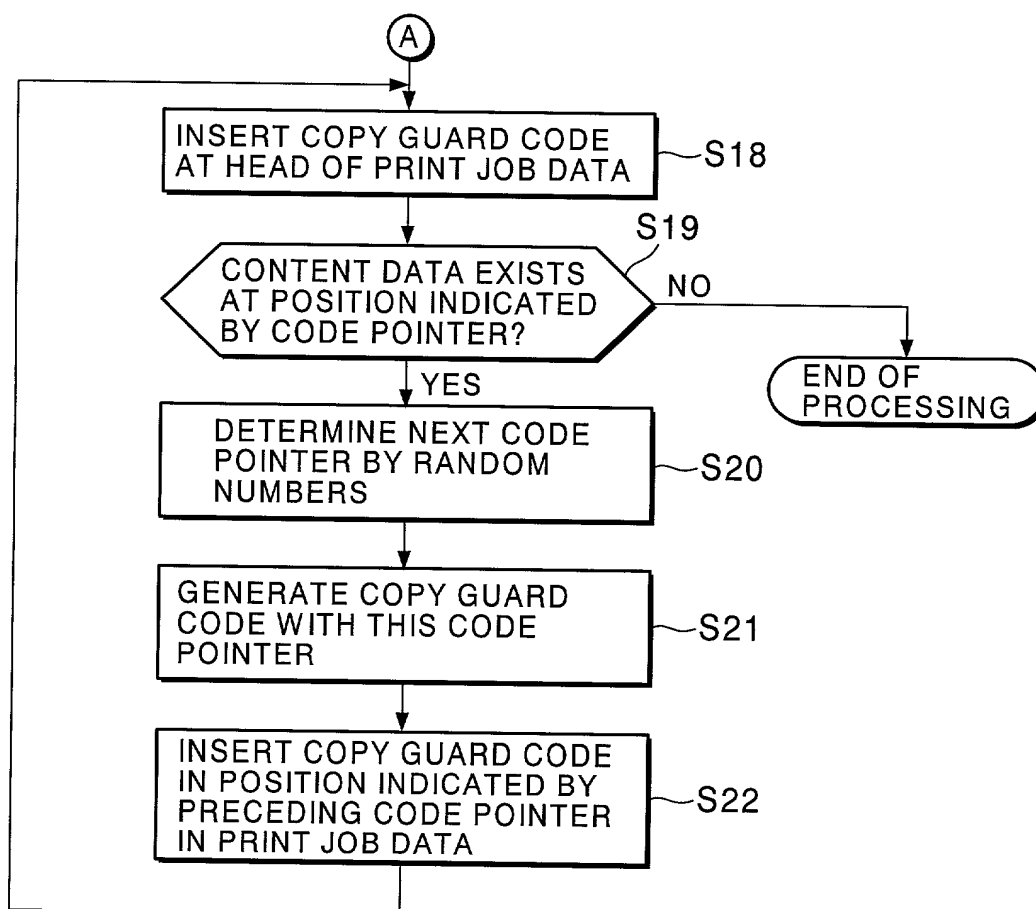 A
INSERT COPY GUARD CODE
AT HEAD OF PRINT JOB DATA
S18
S19
CONTENT DATA EXISTS
AT POSITION INDICATED
BY CODE POINTER?
NO
YES
END OF
PROCESSING
DETERMINE NEXT CODE
POINTER BY RANDOM
NUMBERS
S20
GENERATE COPY GUARD
CODE WITH THIS CODE
POINTER
S21
INSERT COPY GUARD CODE
IN POSITION INDICATED BY
PRECEDING CODE POINTER
IN PRINT JOB DATA
S22